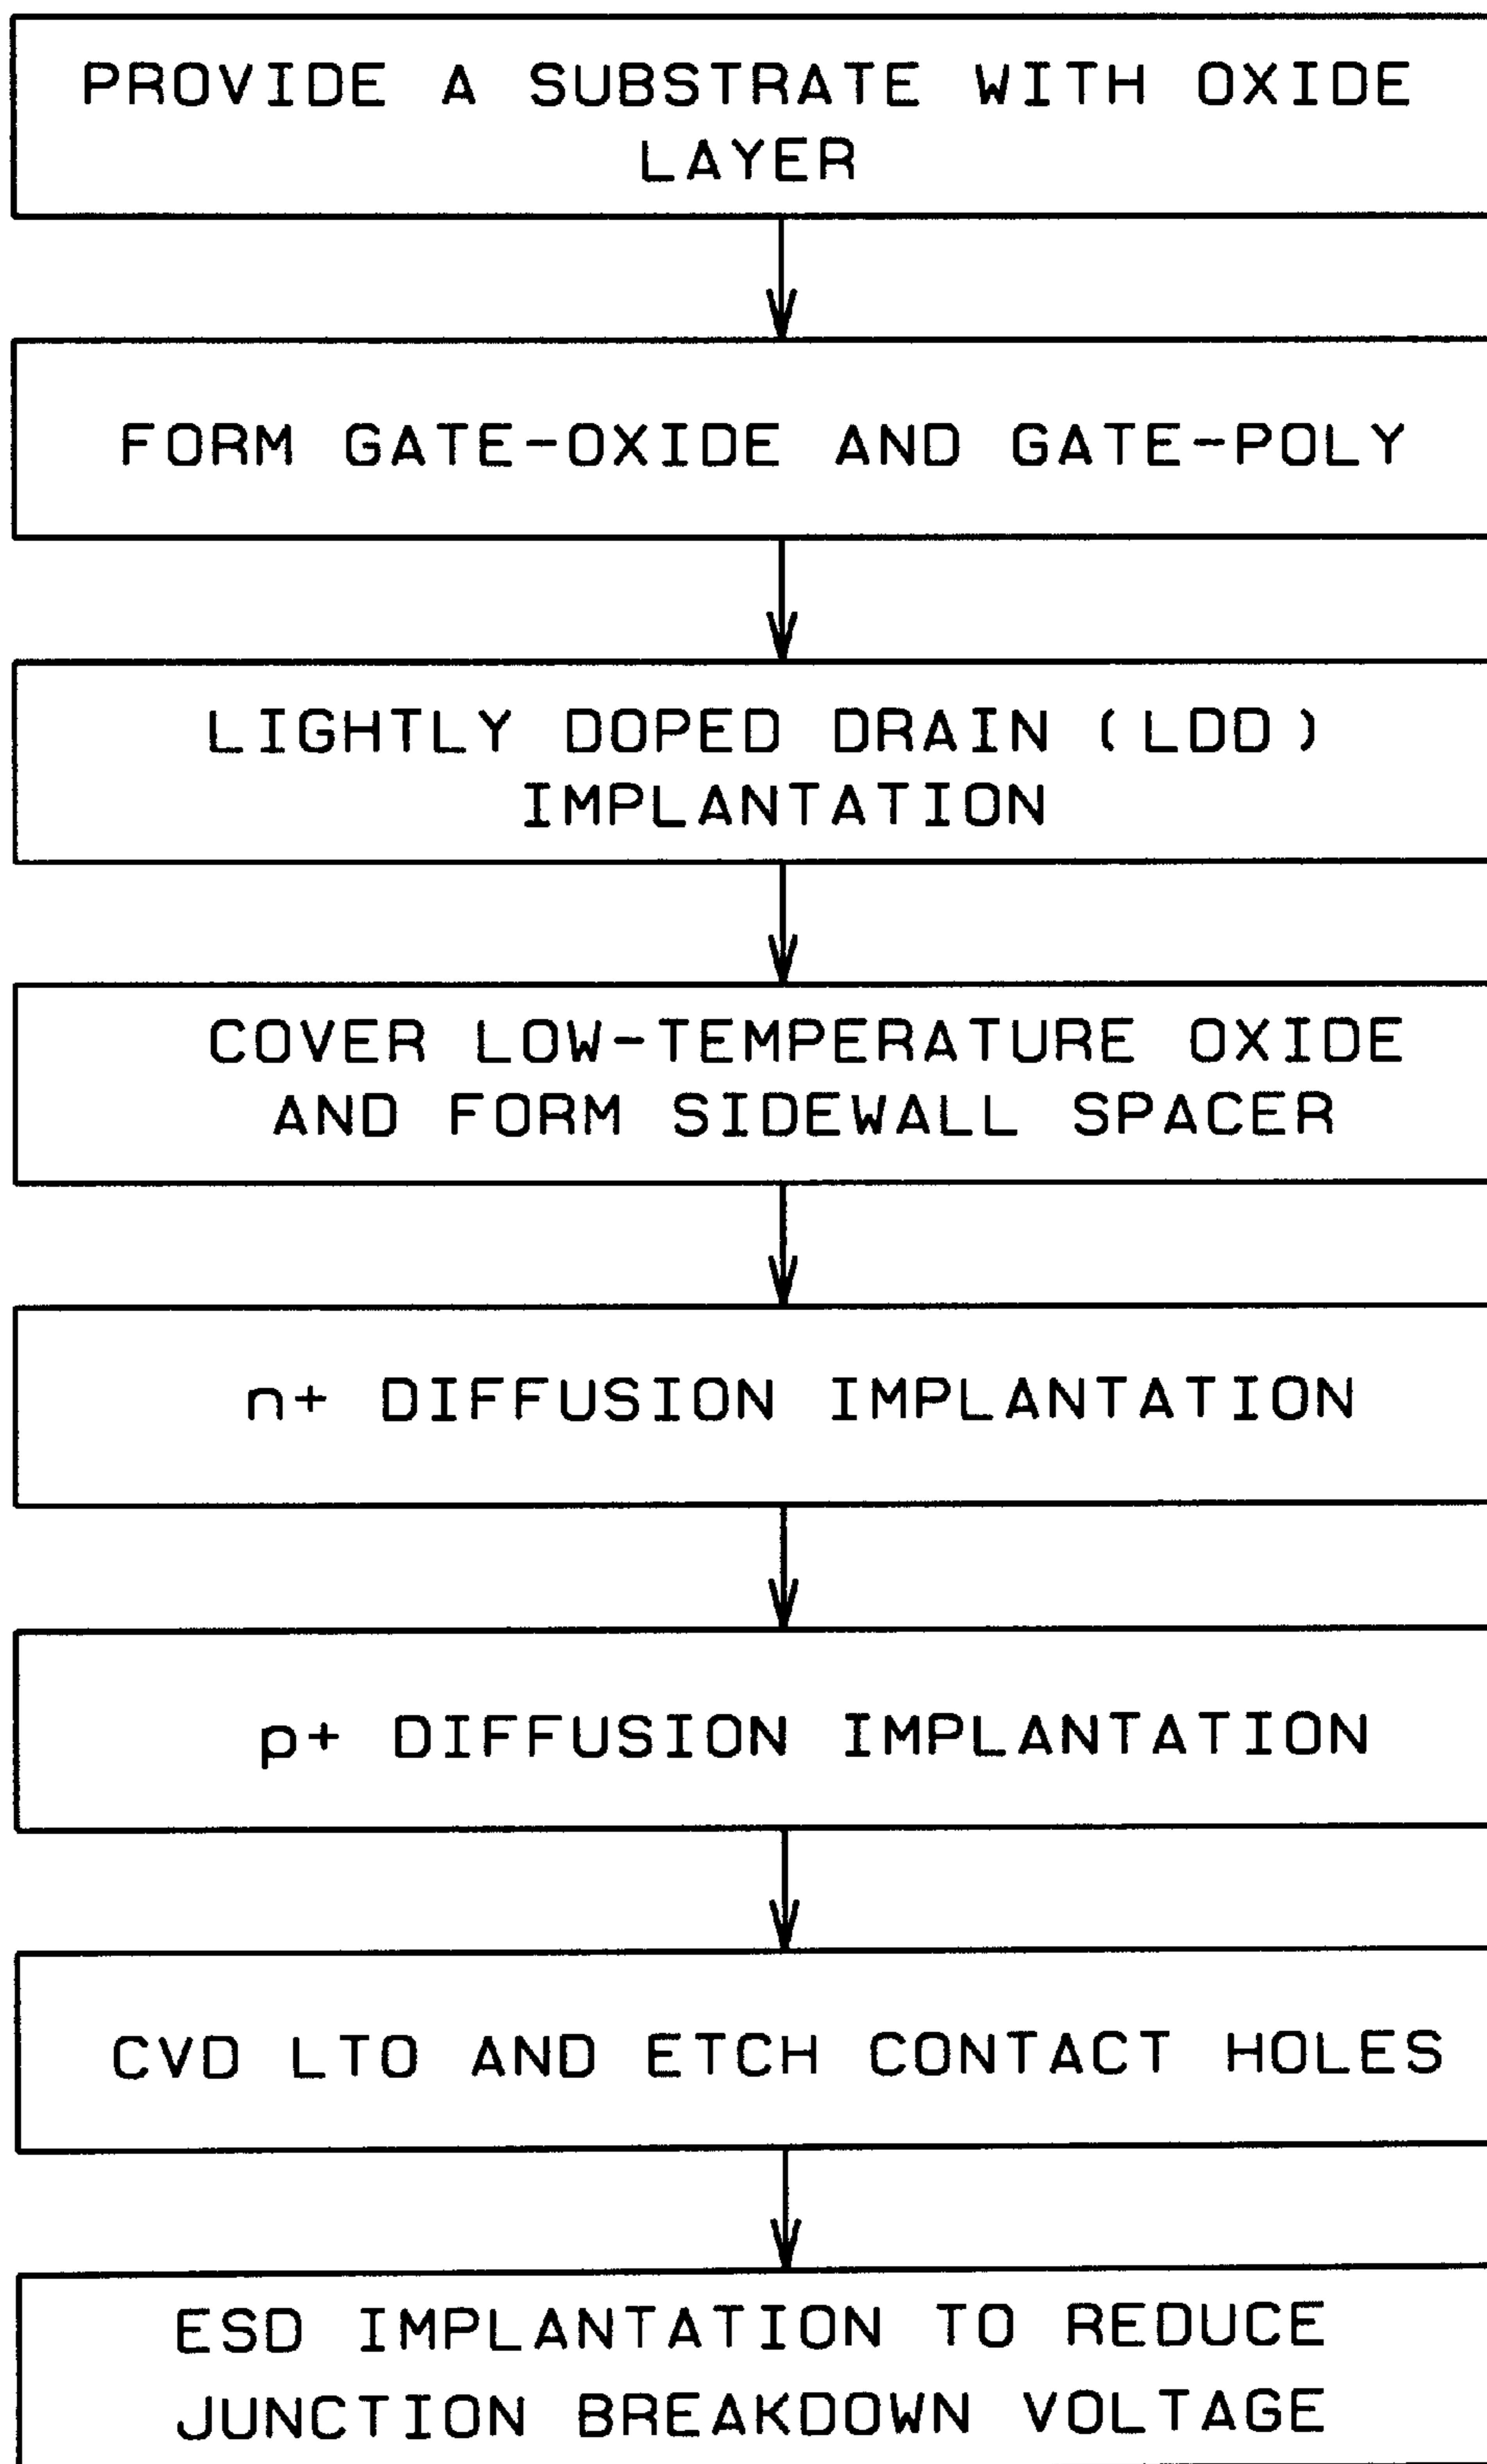 PROVIDE A SUBSTRATE WITH OXIDE
LAYER
FORM GATE-OXIDE AND GATE-POLY
LIGHTLY DOPED DRAIN (LDD)
IMPLANTATION
COVER LOW-TEMPERATURE OXIDE
AND FORM SIDEWALL SPACER
n+ DIFFUSION IMPLANTATION
p+ DIFFUSION IMPLANTATION
CVD LTO AND ETCH CONTACT HOLES
ESD IMPLANTATION TO REDUCE
JUNCTION BREAKDOWN VOLTAGE